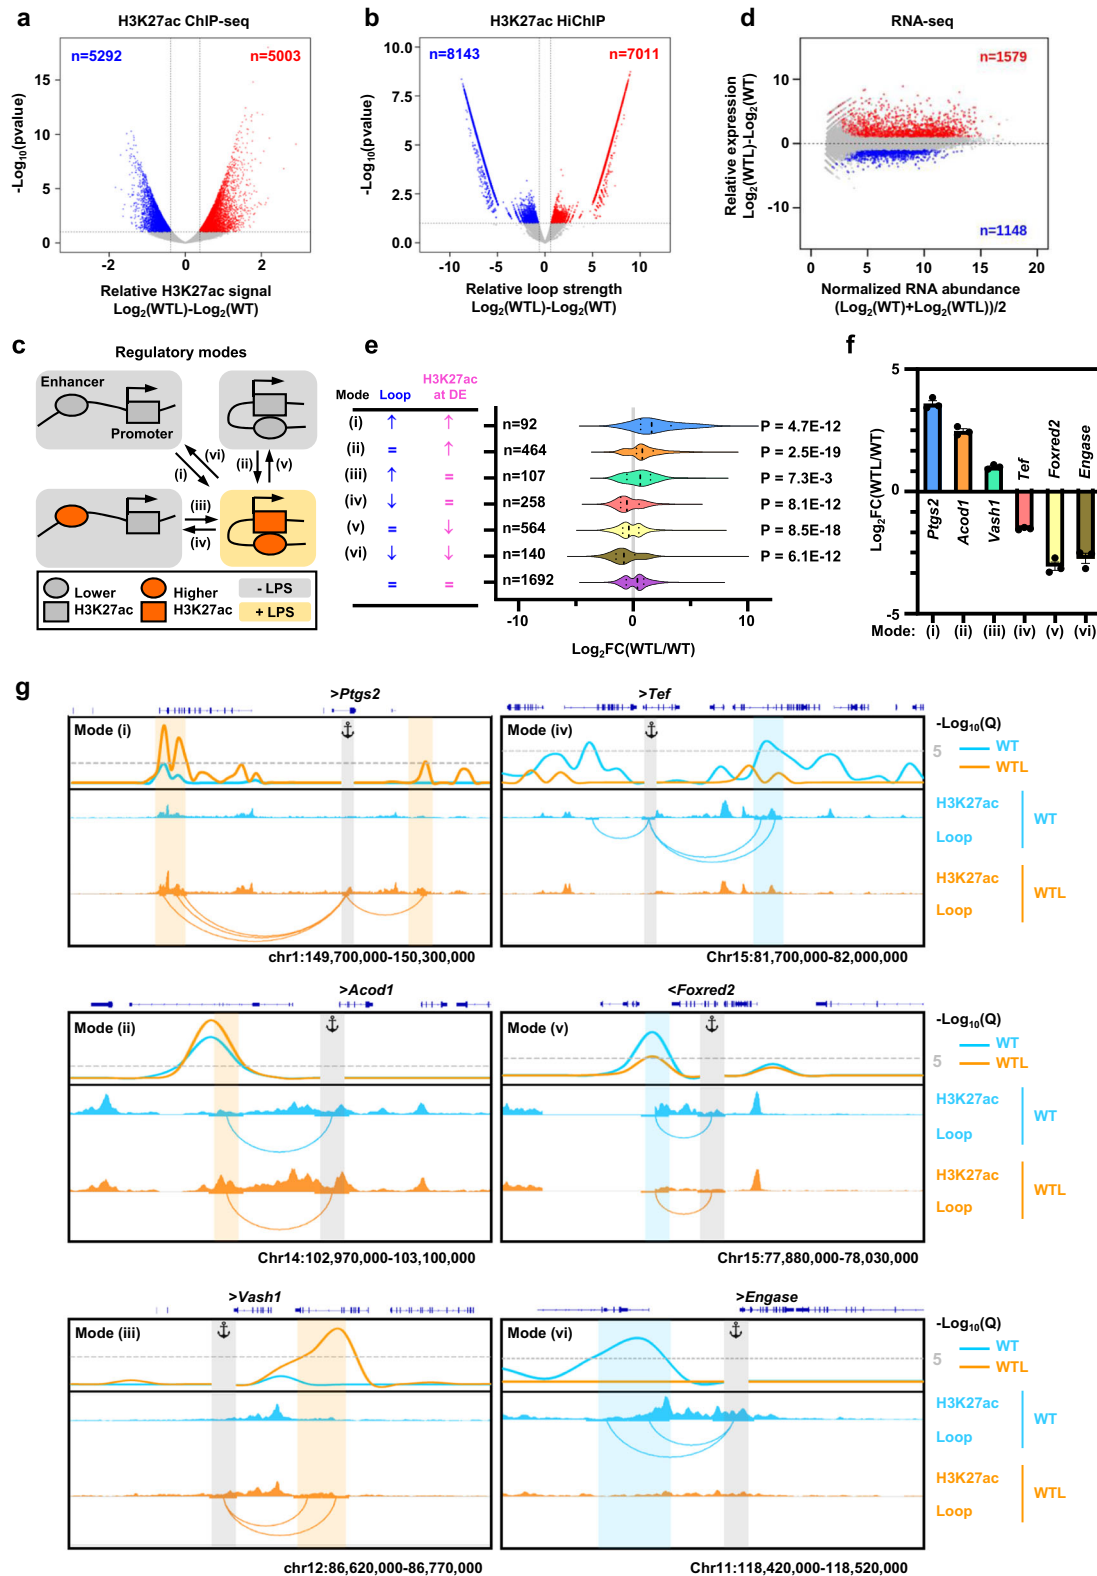 a
H3K27ac ChIP-seq
n=5292
n=5003
15
10
5
0
-2
0
2
-Log10(pvalue)
Relative H3K27ac signal
Log2(WTL)-Log2(WT)
b
H3K27ac HiChIP
n=8143
n=7011
10.0
7.5
5.0
2.5
0.0
-10
-5
0
5
10
-Log10(pvalue)
Relative loop strength
Log2(WTL)-Log2(WT)
d
RNA-seq
n=1579
n=1148
10
0
-10
0
5
10
15
20
Relative expression
Log2(WTL)-Log2(WT)
Normalized RNA abundance
(Log2(WT)+Log2(WTL))/2
c
Regulatory modes
Enhancer
Promoter
(i)
(vi)
(ii)
(v)
(iii)
(iv)
Lower
H3K27ac
Higher
H3K27ac
- LPS
+ LPS
e
Mode
Loop
H3K27ac
at DE
(i) ↑ ↑ n=92 P = 4.7E-12
(ii) = ↑ n=464 P = 2.5E-19
(iii) ↑ = n=107 P = 7.3E-3
(iv) ↓ = n=258 P = 8.1E-12
(v) = ↓ n=564 P = 8.5E-18
(vi) ↓ ↓ n=140 P = 6.1E-12
= = n=1692
-10
0
10
Log2FC(WTL/WT)
f
5
0
-5
Log2FC(WTL/WT)
Ptgs2
Acod1
Vash1
Tef
Foxred2
Engase
Mode: (i) (ii) (iii) (iv) (v) (vi)
g
>Ptgs2
Mode (i)
chr1:149,700,000-150,300,000
>Tef
Mode (iv)
-Log10(Q)
5
WT
WTL
H3K27ac
Loop
WT
H3K27ac
Loop
WTL
Chr15:81,700,000-82,000,000
>Acod1
Mode (ii)
Chr14:102,970,000-103,100,000
<Foxred2
Mode (v)
-Log10(Q)
5
WT
WTL
H3K27ac
Loop
WT
H3K27ac
Loop
WTL
Chr15:77,880,000-78,030,000
>Vash1
Mode (iii)
chr12:86,620,000-86,770,000
>Engase
Mode (vi)
-Log10(Q)
5
WT
WTL
H3K27ac
Loop
WT
H3K27ac
Loop
WTL
Chr11:118,420,000-118,520,000